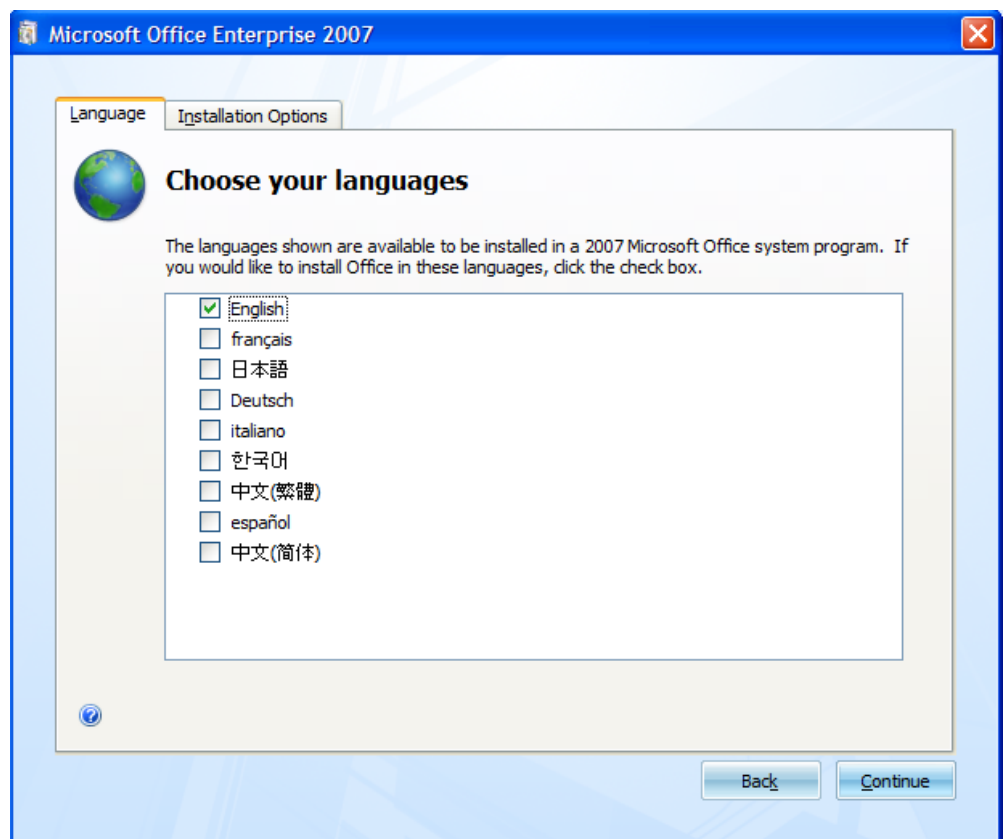 Microsoft Office Enterprise 2007
Language
Installation Options
Choose your languages
The languages shown are available to be installed in a 2007 Microsoft Office system program.  If
you would like to install Office in these languages, click the check box.
English
français
日本語
Deutsch
italiano
한국어
中文(繁體)
español
中文(简体)
Back
Continue